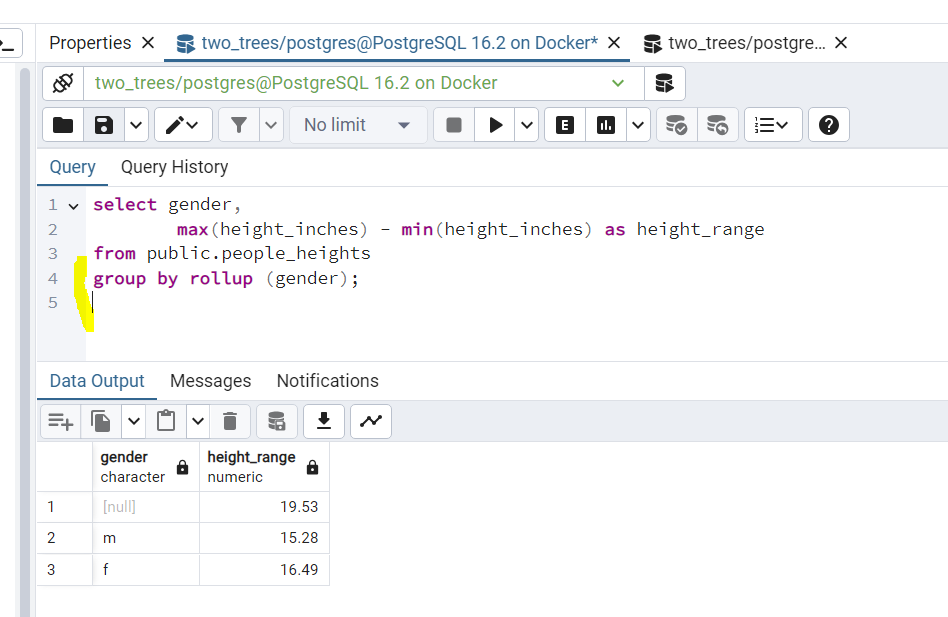 Properties two_trees/postgres@PostgreSQL 16.2 on Docker* two_trees/postgre...
two_trees/postgres@PostgreSQL 16.2 on Docker
No limit
Query Query History
1 select gender,
2 max(height_inches) - min(height_inches) as height_range
3 from public.people_heights
4 group by rollup (gender);
5
Data Output Messages Notifications
gender height_range
character numeric
1 [null] 19.53
2 m 15.28
3 f 16.49